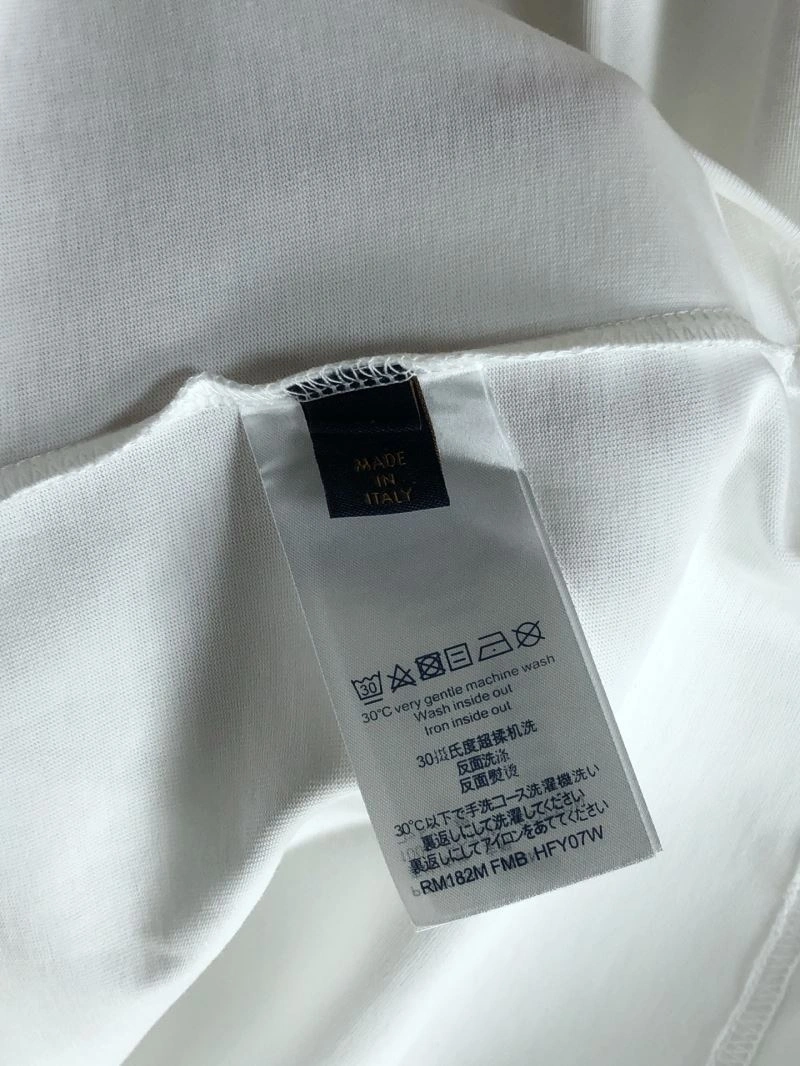 MADE
IN
ITALY
30
30°C very gentle machine wash
Wash inside out
Iron inside out
30摄氏度超揉机洗
反面洗涤
反面熨烫
30℃以下で手洗コース洗濯機洗い
裏返しにして洗濯してください
裏返しにしてアイロンをあててください
RM182M FMB HFY07W